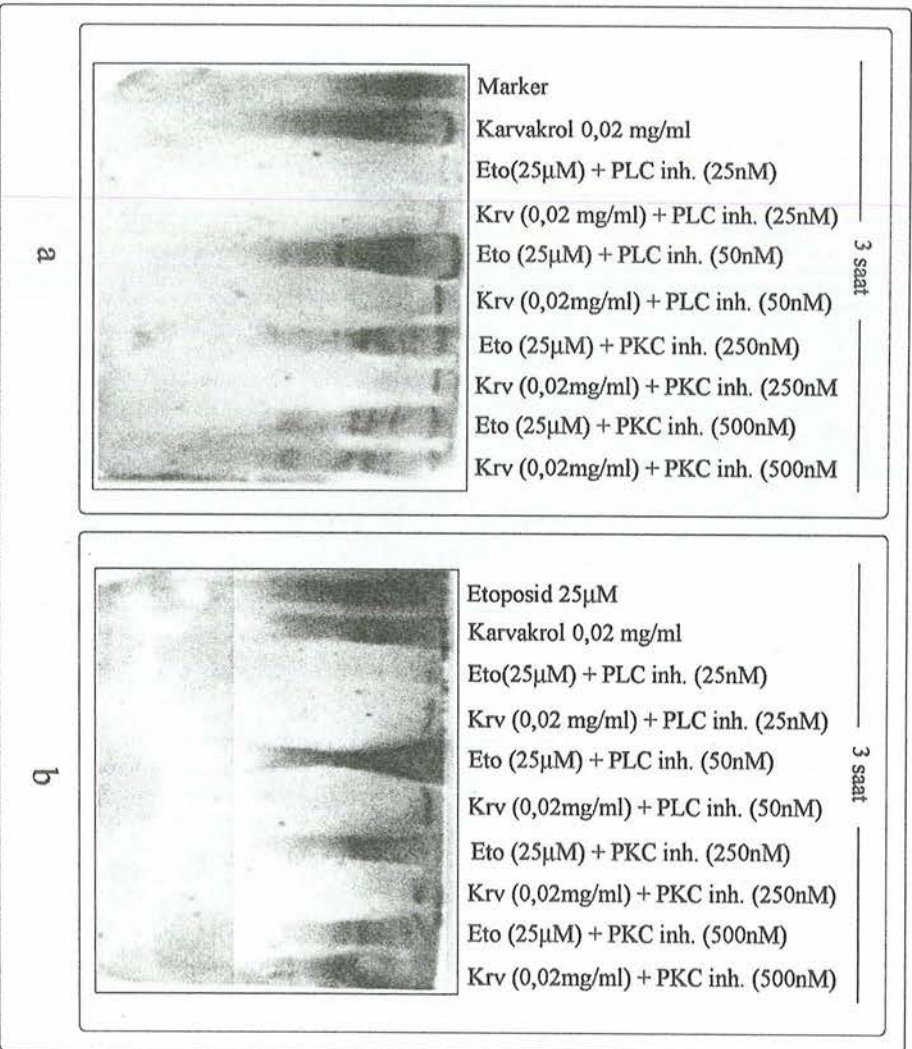 Marker
Karvakrol 0,02 mg/ml
Eto(25µM) + PLC inh. (25nM)
Krv (0,02 mg/ml) + PLC inh. (25nM)
Eto (25µM) + PLC inh. (50nM)
Krv (0,02mg/ml) + PLC inh. (50nM)
Eto (25µM) + PKC inh. (250nM)
Krv (0,02mg/ml) + PKC inh. (250nM
Eto (25µM) + PKC inh. (500nM)
Krv (0,02mg/ml) + PKC inh. (500nM
3 saat
a
Etoposid 25µM
Karvakrol 0,02 mg/ml
Eto(25µM) + PLC inh. (25nM)
Krv (0,02 mg/ml) + PLC inh. (25nM)
Eto (25µM) + PLC inh. (50nM)
Krv (0,02mg/ml) + PLC inh. (50nM)
Eto (25µM) + PKC inh. (250nM)
Krv (0,02mg/ml) + PKC inh. (250nM)
Eto (25µM) + PKC inh. (500nM)
Krv (0,02mg/ml) + PKC inh. (500nM)
3 saat
b